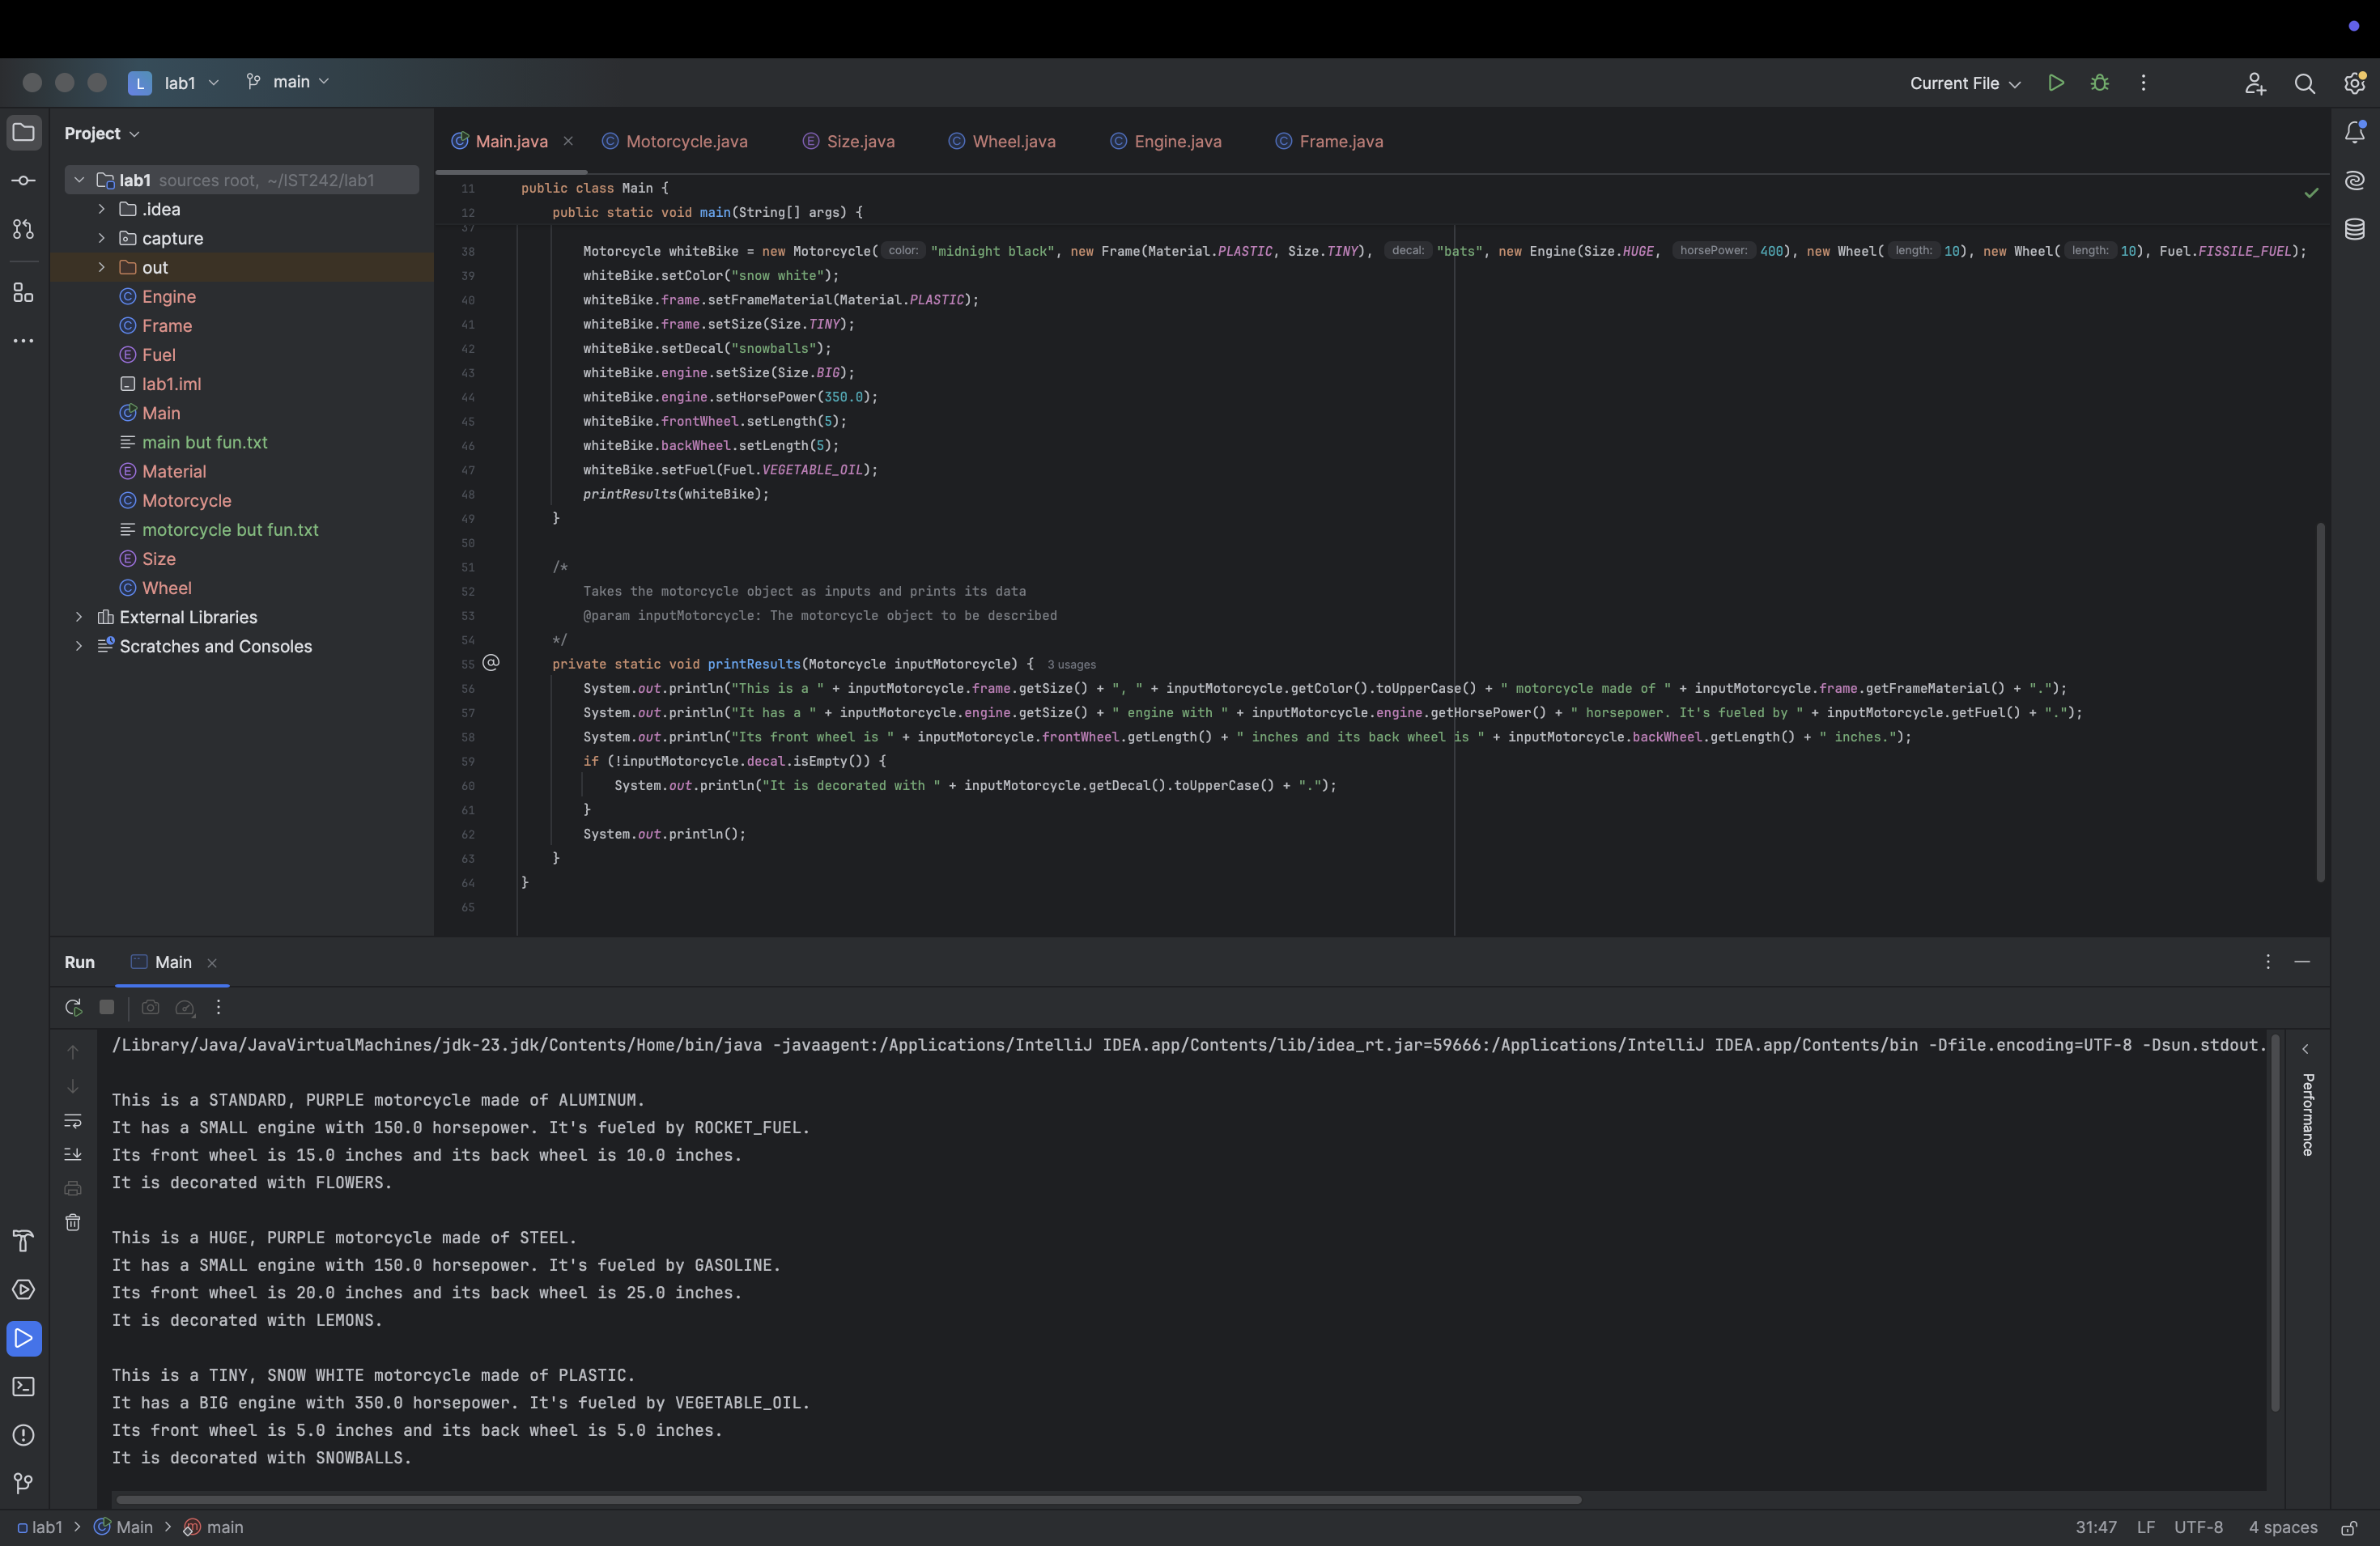 L lab1 main Current File
Project
lab1 sources root, ~/IST242/lab1
.idea
capture
out
C Engine
C Frame
E Fuel
lab1.iml
C Main
main but fun.txt
E Material
C Motorcycle
motorcycle but fun.txt
E Size
C Wheel
External Libraries
Scratches and Consoles
C Main.java C Motorcycle.java E Size.java C Wheel.java C Engine.java C Frame.java
11 public class Main {
12 public static void main(String[] args) {
37
38 Motorcycle whiteBike = new Motorcycle( color: "midnight black", new Frame(Material.PLASTIC, Size.TINY), decal: "bats", new Engine(Size.HUGE, horsePower: 400), new Wheel( length: 10), new Wheel( length: 10), Fuel.FISSILE_FUEL);
39 whiteBike.setColor("snow white");
40 whiteBike.frame.setFrameMaterial(Material.PLASTIC);
41 whiteBike.frame.setSize(Size.TINY);
42 whiteBike.setDecal("snowballs");
43 whiteBike.engine.setSize(Size.BIG);
44 whiteBike.engine.setHorsePower(350.0);
45 whiteBike.frontWheel.setLength(5);
46 whiteBike.backWheel.setLength(5);
47 whiteBike.setFuel(Fuel.VEGETABLE_OIL);
48 printResults(whiteBike);
49 }
50
51 /*
52 Takes the motorcycle object as inputs and prints its data
53 @param inputMotorcycle: The motorcycle object to be described
54 */
55 @ private static void printResults(Motorcycle inputMotorcycle) { 3 usages
56 System.out.println("This is a " + inputMotorcycle.frame.getSize() + ", " + inputMotorcycle.getColor().toUpperCase() + " motorcycle made of " + inputMotorcycle.frame.getFrameMaterial() + ".");
57 System.out.println("It has a " + inputMotorcycle.engine.getSize() + " engine with " + inputMotorcycle.engine.getHorsePower() + " horsepower. It's fueled by " + inputMotorcycle.getFuel() + ".");
58 System.out.println("Its front wheel is " + inputMotorcycle.frontWheel.getLength() + " inches and its back wheel is " + inputMotorcycle.backWheel.getLength() + " inches.");
59 if (!inputMotorcycle.decal.isEmpty()) {
60 System.out.println("It is decorated with " + inputMotorcycle.getDecal().toUpperCase() + ".");
61 }
62 System.out.println();
63 }
64 }
65
Run Main
/Library/Java/JavaVirtualMachines/jdk-23.jdk/Contents/Home/bin/java -javaagent:/Applications/IntelliJ IDEA.app/Contents/lib/idea_rt.jar=59666:/Applications/IntelliJ IDEA.app/Contents/bin -Dfile.encoding=UTF-8 -Dsun.stdout.
This is a STANDARD, PURPLE motorcycle made of ALUMINUM.
It has a SMALL engine with 150.0 horsepower. It's fueled by ROCKET_FUEL.
Its front wheel is 15.0 inches and its back wheel is 10.0 inches.
It is decorated with FLOWERS.
This is a HUGE, PURPLE motorcycle made of STEEL.
It has a SMALL engine with 150.0 horsepower. It's fueled by GASOLINE.
Its front wheel is 20.0 inches and its back wheel is 25.0 inches.
It is decorated with LEMONS.
This is a TINY, SNOW WHITE motorcycle made of PLASTIC.
It has a BIG engine with 350.0 horsepower. It's fueled by VEGETABLE_OIL.
Its front wheel is 5.0 inches and its back wheel is 5.0 inches.
It is decorated with SNOWBALLS.
Performance
lab1 > Main > m main 31:47 LF UTF-8 4 spaces